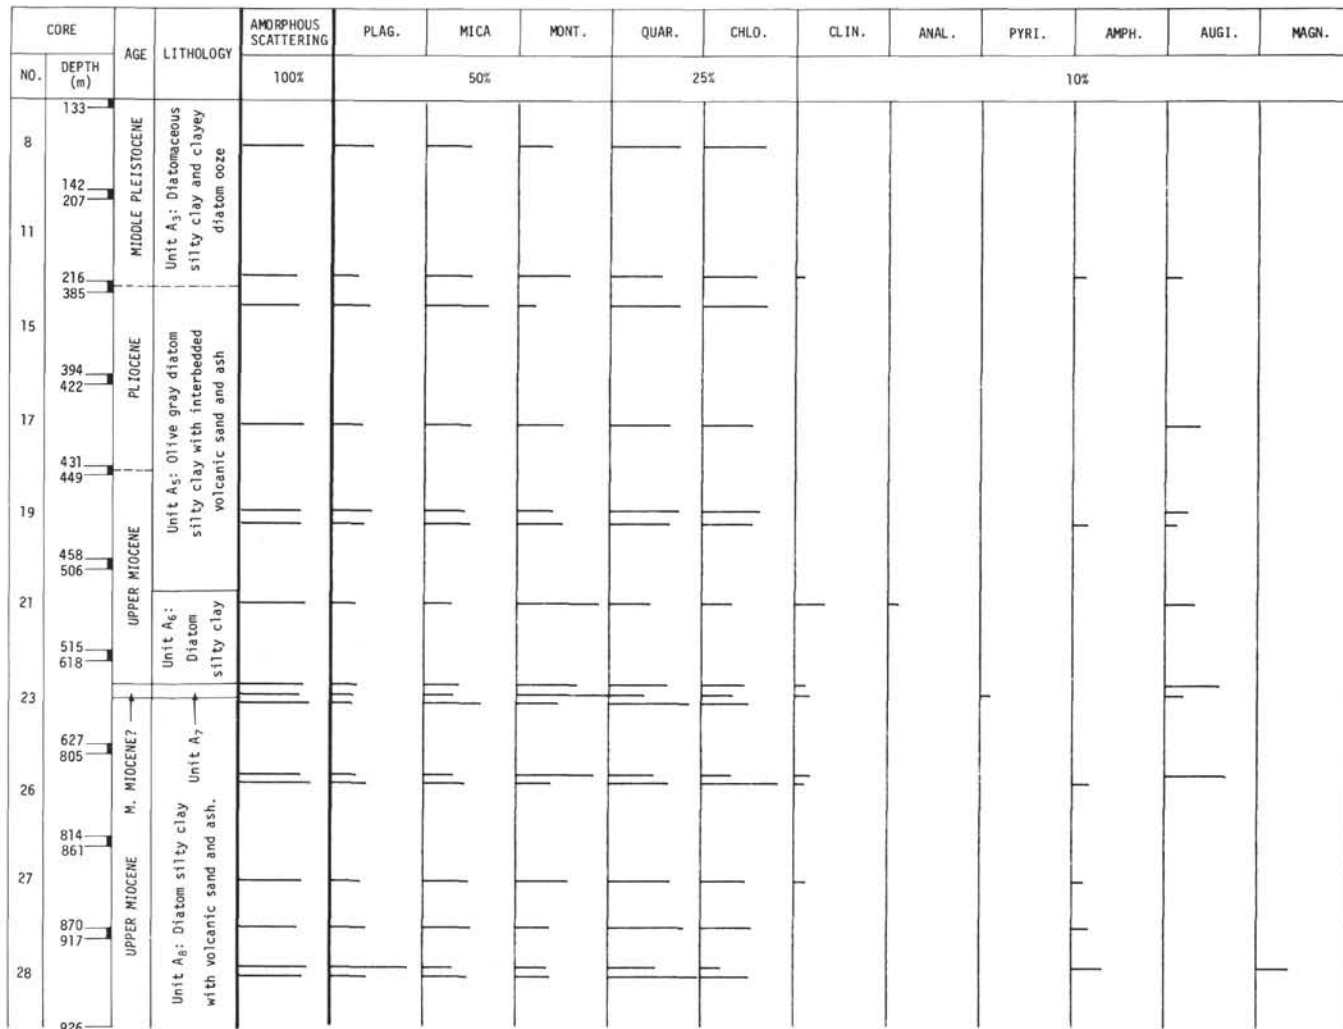 CORE
AGE
LITHOLOGY
AMORPHOUS
SCATTERING
PLAG.
MICA
MONT.
QUAR.
CHLO.
CLIN.
ANAL.
PYRI.
AMPH.
AUGI.
MAGN.
NO.
DEPTH
(m)
100%
50%
25%
10%
133
8
142
207
11
216
385
15
394
422
17
431
449
19
458
506
21
515
618
23
627
805
26
814
861
27
870
917
28
926
MIDDLE PLEISTOCENE
PLIOCENE
UPPER MIOCENE
M. MIOCENE?
UPPER MIOCENE
Unit A3: Diatomaceous
silty clay and clayey
diatom ooze
Unit A5: Olive gray diatom
silty clay with interbedded
volcanic sand and ash
Unit A6:
Diatom
silty clay
Unit A7
Unit A8: Diatom silty clay
with volcanic sand and ash.